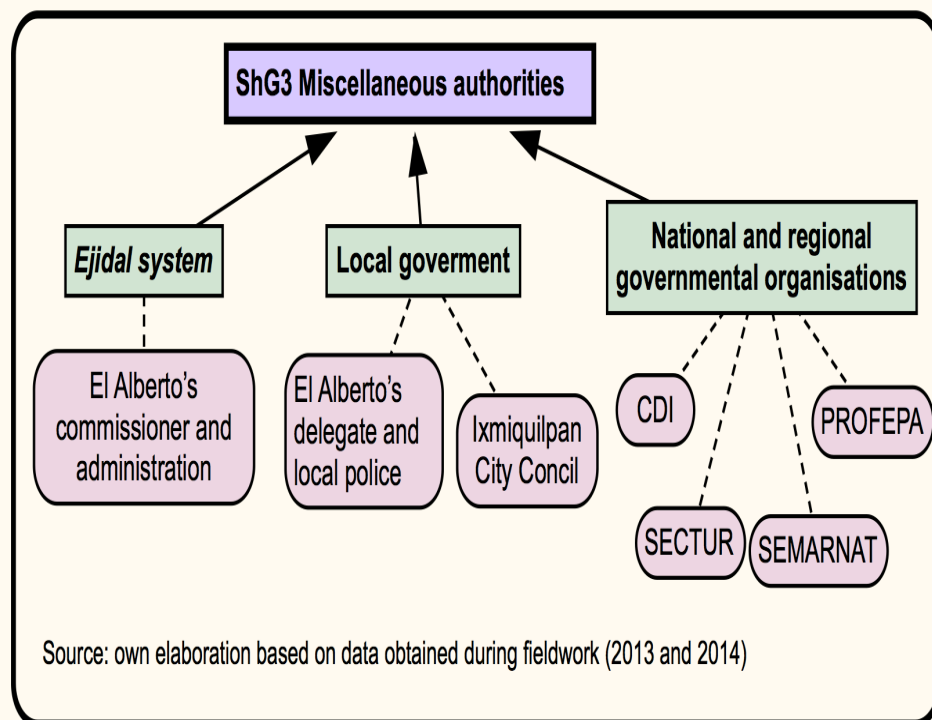 ShG3 Miscellaneous authorities
Ejidal system
Local goverment
National and regional
governmental organisations
El Alberto's
commissioner and
administration
El Alberto's
delegate and
local police
Ixmiquilpan
City Concil
CDI
PROFEPA
SECTUR
SEMARNAT
Source: own elaboration based on data obtained during fieldwork (2013 and 2014)